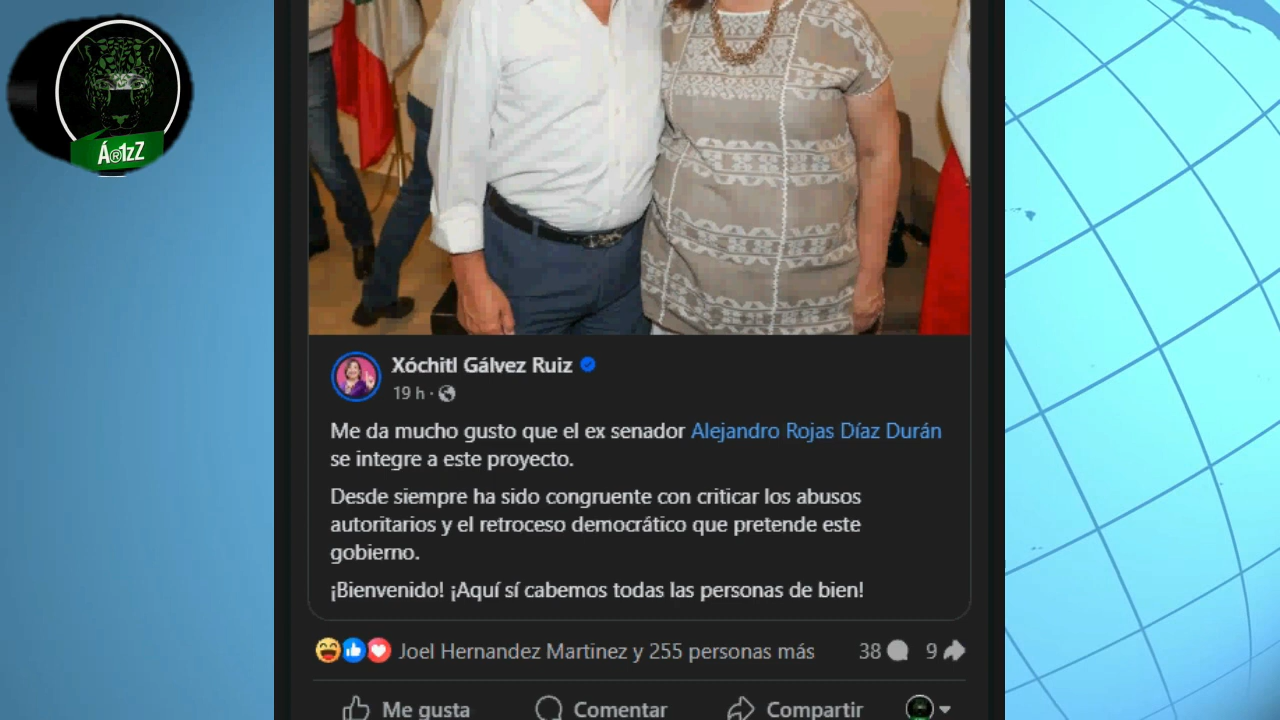 Á®1zZ
Xóchitl Gálvez Ruiz
19 h ·
Me da mucho gusto que el ex senador Alejandro Rojas Díaz Durán
se integre a este proyecto.
Desde siempre ha sido congruente con criticar los abusos
autoritarios y el retroceso democrático que pretende este
gobierno.
¡Bienvenido! ¡Aquí sí cabemos todas las personas de bien!
Joel Hernandez Martinez y 255 personas más 38 9
Me gusta Comentar Compartir